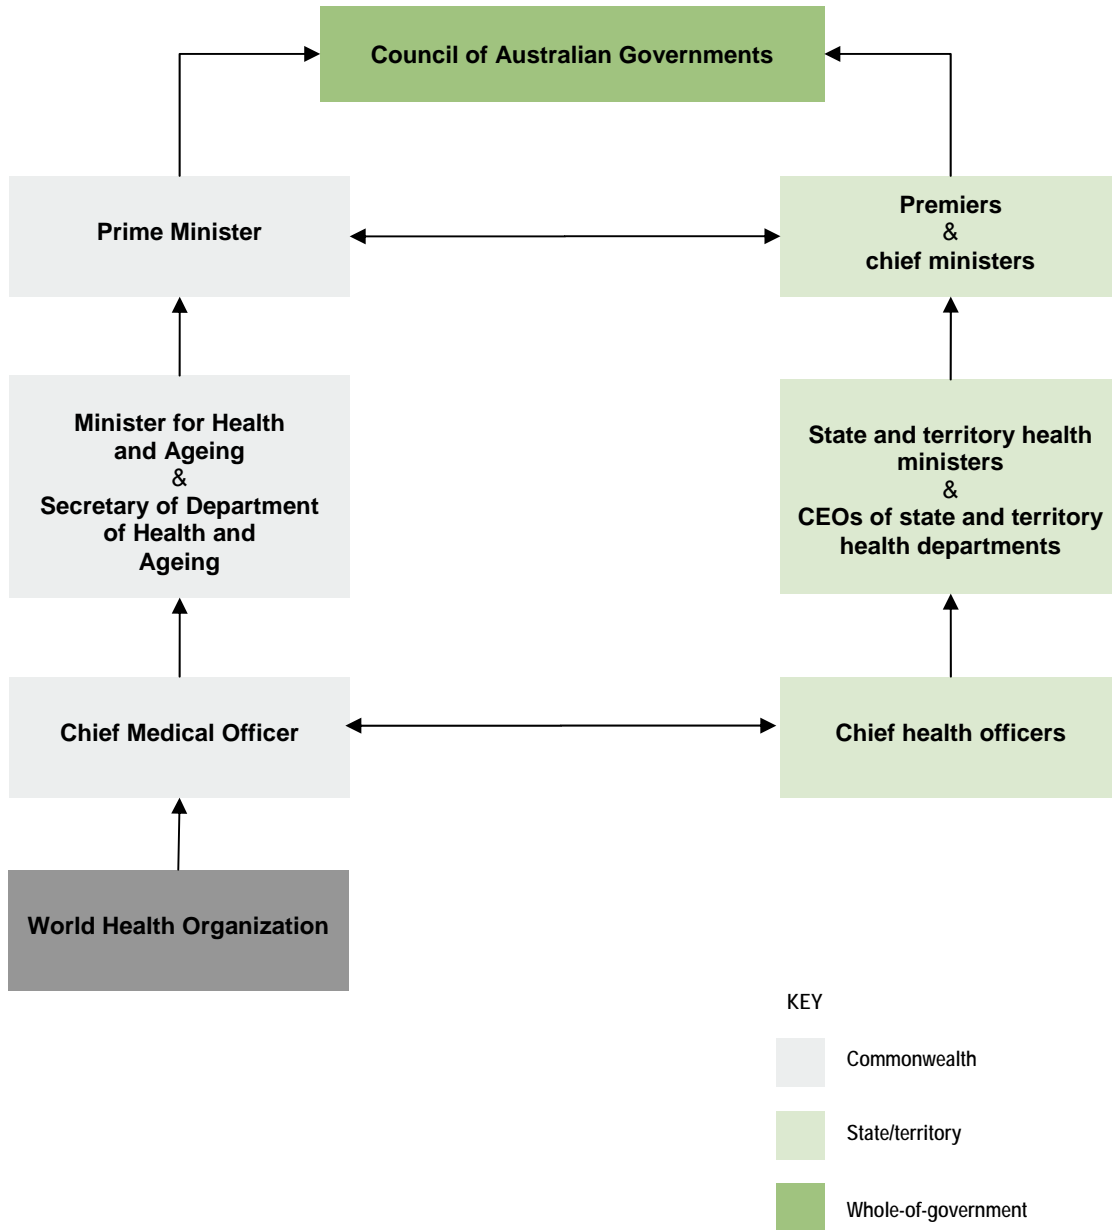 Council of Australian Governments
Prime Minister
Premiers
&
chief ministers
Minister for Health
and Ageing
&
Secretary of Department
of Health and
Ageing
State and territory health
ministers
&
CEOs of state and territory
health departments
Chief Medical Officer
Chief health officers
World Health Organization
KEY
Commonwealth
State/territory
Whole-of-government